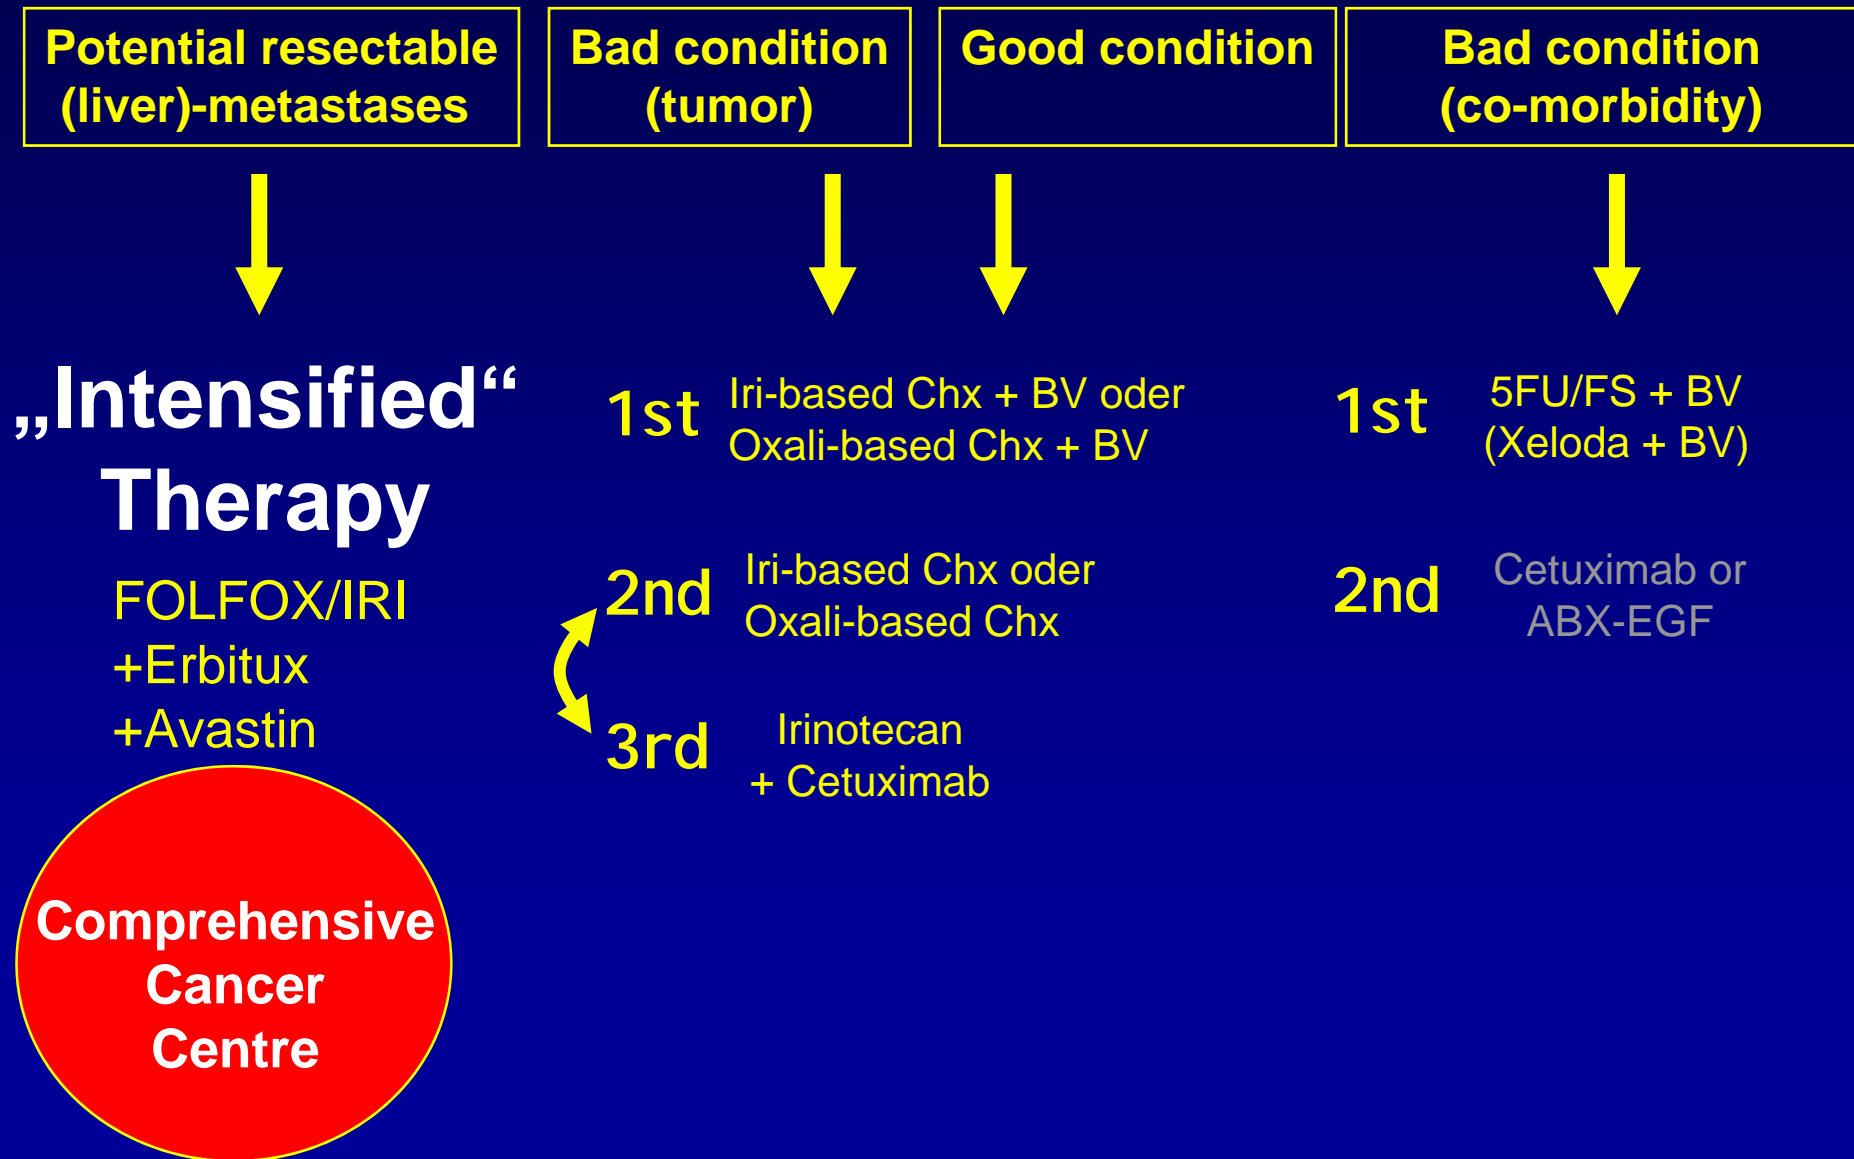 Potential resectable
(liver)-metastases
Bad condition
(tumor)
Good condition
Bad condition
(co-morbidity)
„Intensified“
Therapy
FOLFOX/IRI
+Erbitux
+Avastin
Comprehensive
Cancer
Centre
1st
Iri-based Chx + BV oder
Oxali-based Chx + BV
2nd
Iri-based Chx oder
Oxali-based Chx
3rd
Irinotecan
+ Cetuximab
1st
5FU/FS + BV
(Xeloda + BV)
2nd
Cetuximab or
ABX-EGF